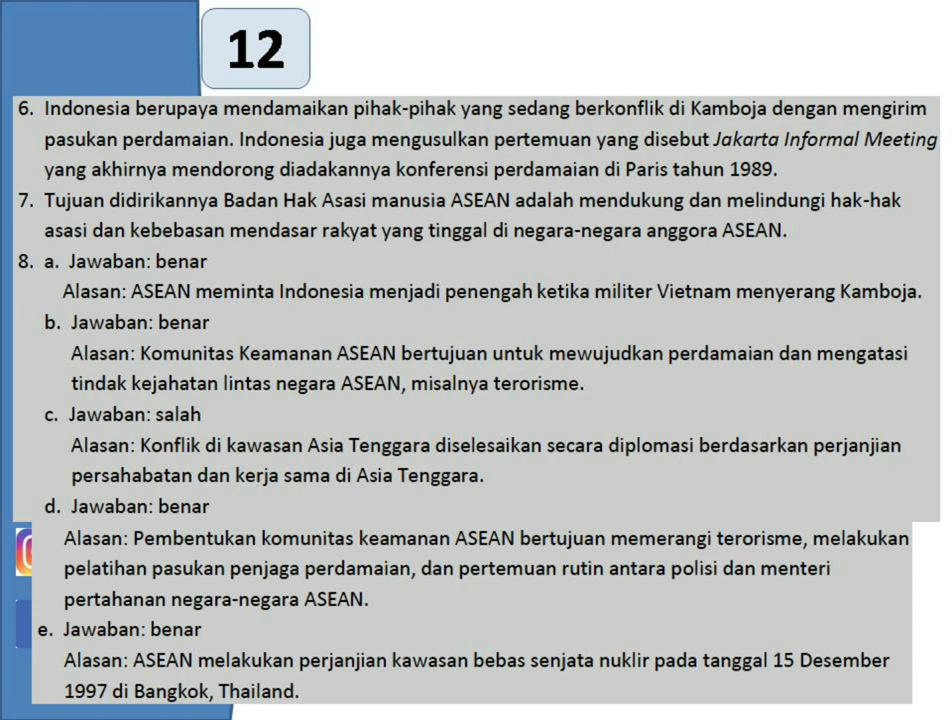 12
6. Indonesia berupaya mendamaikan pihak-pihak yang sedang berkonflik di Kamboja dengan mengirim
pasukan perdamaian. Indonesia juga mengusulkan pertemuan yang disebut Jakarta Informal Meeting
yang akhirnya mendorong diadakannya konferensi perdamaian di Paris tahun 1989.
7. Tujuan didirikannya Badan Hak Asasi manusia ASEAN adalah mendukung dan melindungi hak-hak
asasi dan kebebasan mendasar rakyat yang tinggal di negara-negara anggora ASEAN.
8. a. Jawaban: benar
Alasan: ASEAN meminta Indonesia menjadi penengah ketika militer Vietnam menyerang Kamboja.
b. Jawaban: benar
Alasan: Komunitas Keamanan ASEAN bertujuan untuk mewujudkan perdamaian dan mengatasi
tindak kejahatan lintas negara ASEAN, misalnya terorisme.
c. Jawaban: salah
Alasan: Konflik di kawasan Asia Tenggara diselesaikan secara diplomasi berdasarkan perjanjian
persahabatan dan kerja sama di Asia Tenggara.
d. Jawaban: benar
Alasan: Pembentukan komunitas keamanan ASEAN bertujuan memerangi terorisme, melakukan
pelatihan pasukan penjaga perdamaian, dan pertemuan rutin antara polisi dan menteri
pertahanan negara-negara ASEAN.
e. Jawaban: benar
Alasan: ASEAN melakukan perjanjian kawasan bebas senjata nuklir pada tanggal 15 Desember
1997 di Bangkok, Thailand.